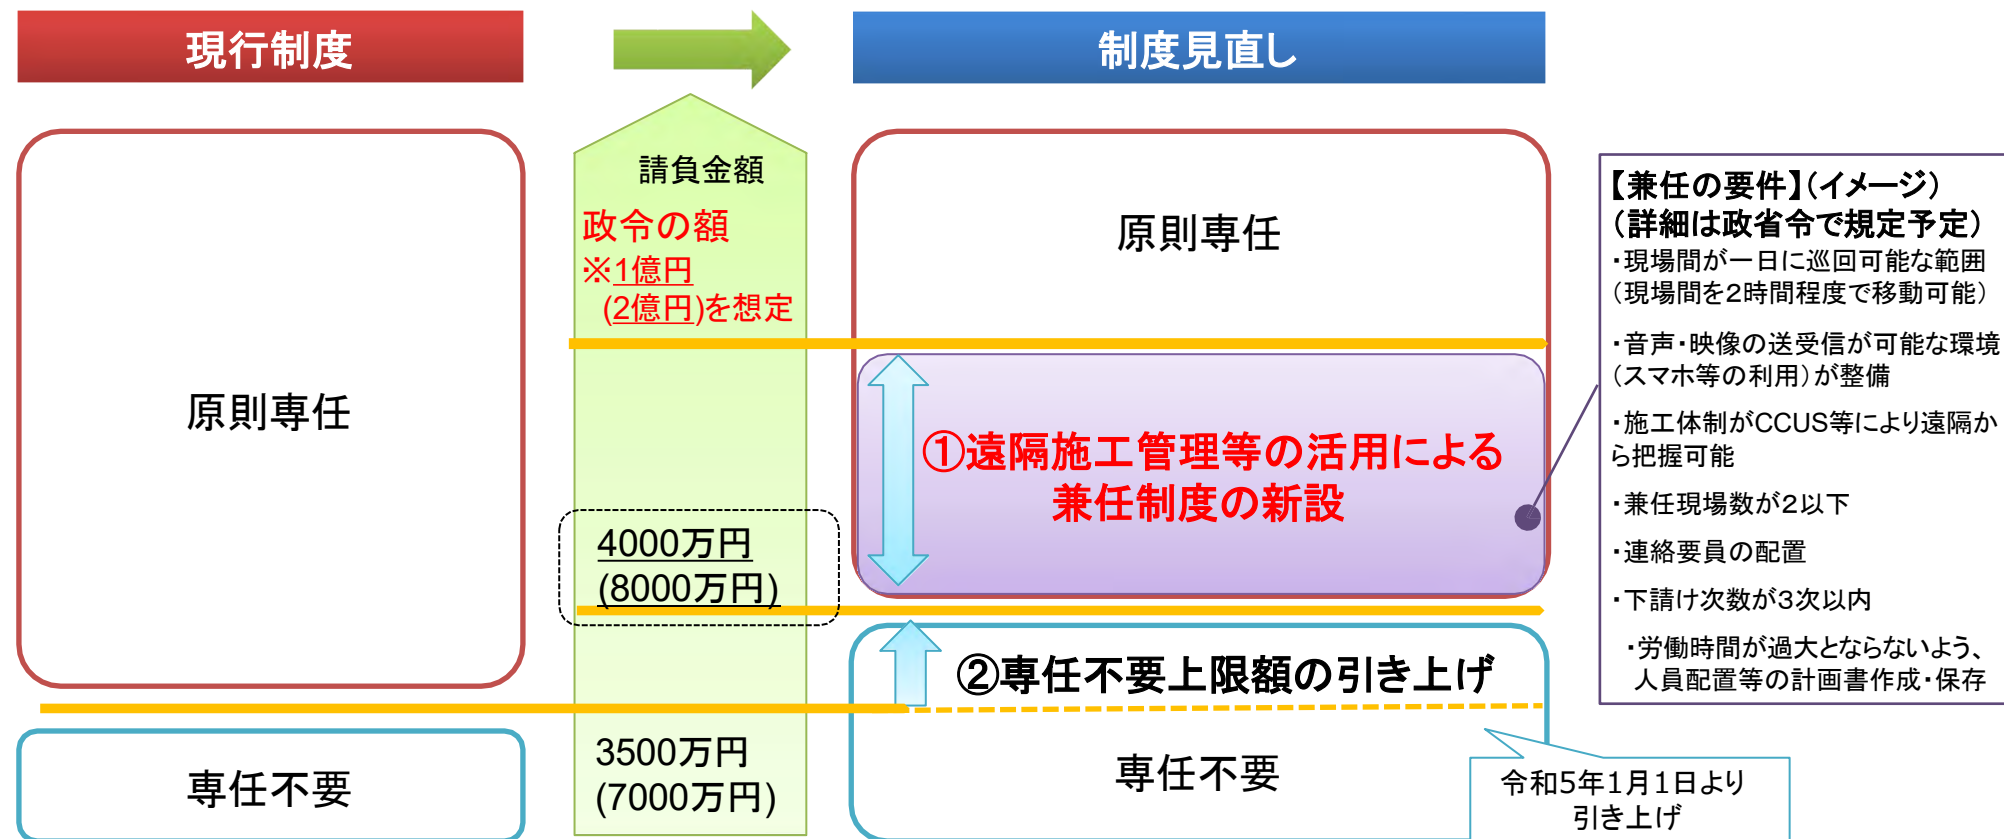 現行制度
制度見直し
原則専任
専任不要
請負金額
政令の額
※1億円
(2億円)を想定
4000万円
(8000万円)
3500万円
(7000万円)
原則専任
①遠隔施工管理等の活用による
兼任制度の新設
②専任不要上限額の引き上げ
専任不要
令和5年1月1日より
引き上げ
【兼任の要件】(イメージ)
(詳細は政省令で規定予定)
・現場間が一日に巡回可能な範囲
(現場間を2時間程度で移動可能)
・音声・映像の送受信が可能な環境
(スマホ等の利用)が整備
・施工体制がCCUS等により遠隔か
ら把握可能
・兼任現場数が2以下
・連絡要員の配置
・下請け次数が3次以内
・労働時間が過大とならないよう、
人員配置等の計画書作成・保存